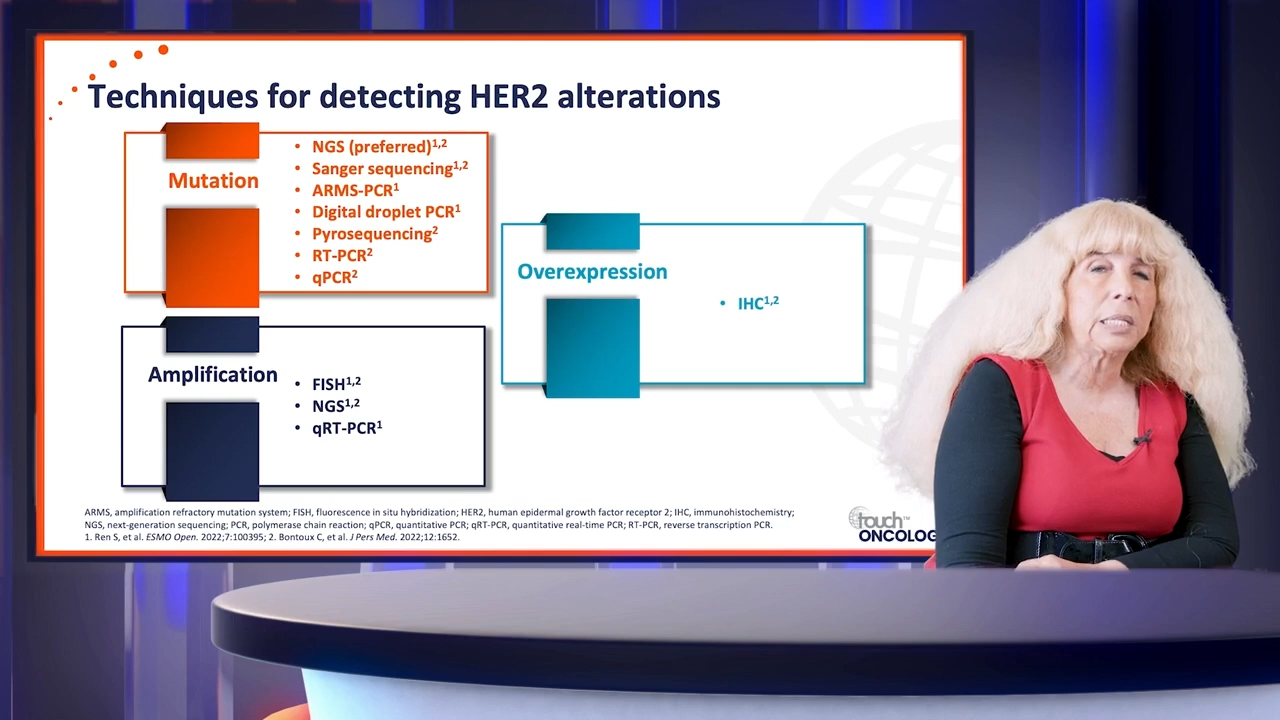 Techniques for detecting HER2 alterations
Mutation
• NGS (preferred)1,2
• Sanger sequencing1,2
• ARMS-PCR1
• Digital droplet PCR1
• Pyrosequencing2
• RT-PCR2
• qPCR2
Amplification
• FISH1,2
• NGS1,2
• qRT-PCR1
Overexpression
• IHC1,2
ARMS, amplification refractory mutation system; FISH, fluorescence in situ hybridization; HER2, human epidermal growth factor receptor 2; IHC, immunohistochemistry;
NGS, next-generation sequencing; PCR, polymerase chain reaction; qPCR, quantitative PCR; qRT-PCR, quantitative real-time PCR; RT-PCR, reverse transcription PCR.
1. Ren S, et al. ESMO Open. 2022;7:100395; 2. Bontoux C, et al. J Pers Med. 2022;12:1652.
touch™
ONCOLOG